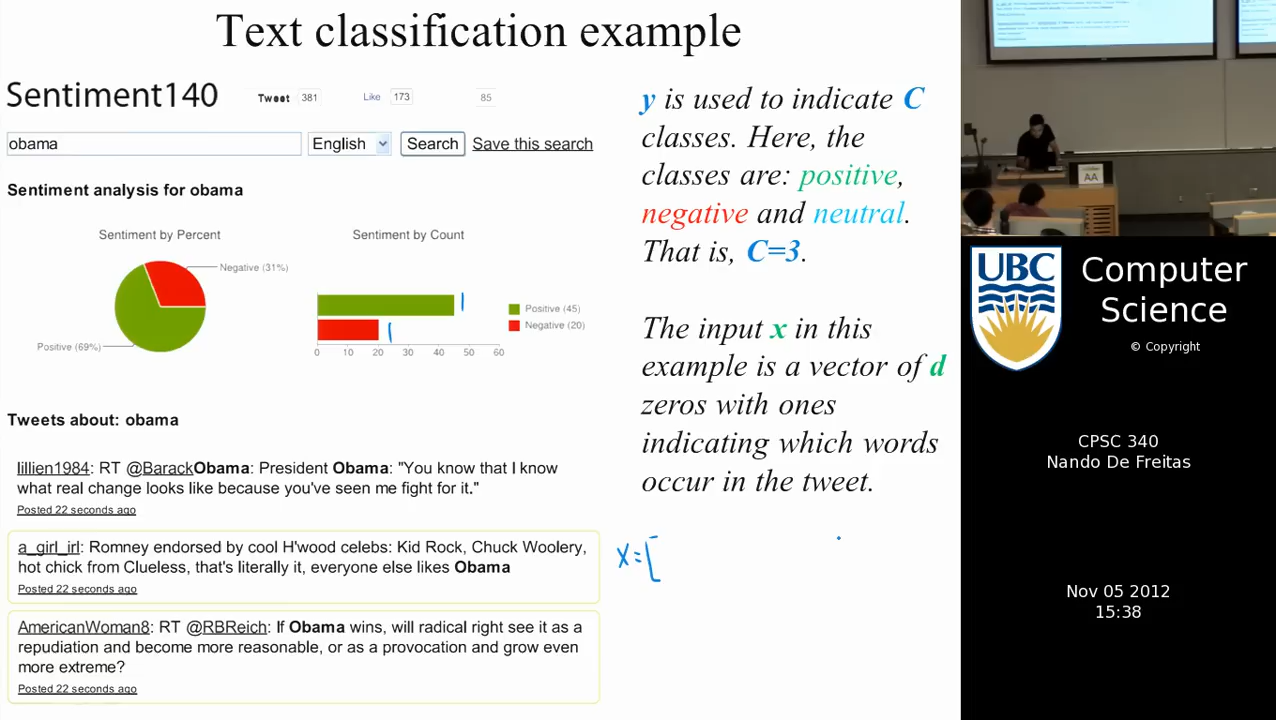 Text classification example
Sentiment140
Tweet 381 Like 173 85
obama English Search Save this search
Sentiment analysis for obama
Sentiment by Percent
Negative (31%)
Positive (69%)
Sentiment by Count
Positive (45)
Negative (20)
0 10 20 30 40 50 60
Tweets about: obama
lillien1984: RT @BarackObama: President Obama: "You know that I know
what real change looks like because you've seen me fight for it."
Posted 22 seconds ago
a_girl_irl: Romney endorsed by cool H'wood celebs: Kid Rock, Chuck Woolery,
hot chick from Clueless, that's literally it, everyone else likes Obama
Posted 22 seconds ago
AmericanWoman8: RT @RBReich: If Obama wins, will radical right see it as a
repudiation and become more reasonable, or as a provocation and grow even
more extreme?
Posted 22 seconds ago
y is used to indicate C
classes. Here, the
classes are: positive,
negative and neutral.
That is, C=3.
The input x in this
example is a vector of d
zeros with ones
indicating which words
occur in the tweet.
x=[
AA
UBC
Computer
Science
© Copyright
CPSC 340
Nando De Freitas
Nov 05 2012
15:38